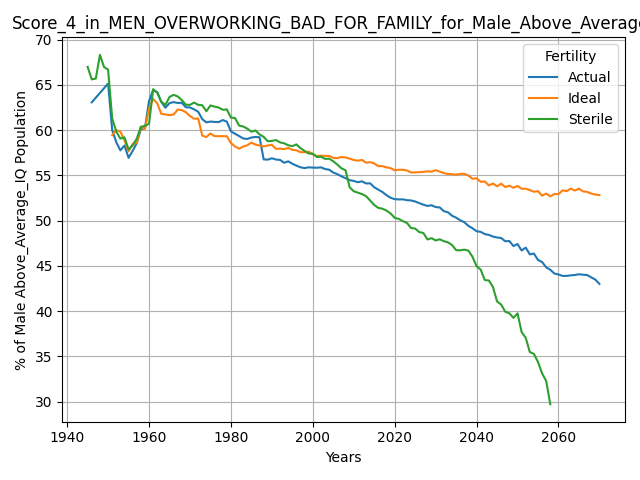 Score_4_in_MEN_OVERWORKING_BAD_FOR_FAMILY_for_Male_Above_Average
70
65
60
55
50
45
40
35
30
% of Male Above_Average_IQ Population
Fertility
Actual
Ideal
Sterile
1940 1960 1980 2000 2020 2040 2060
Years